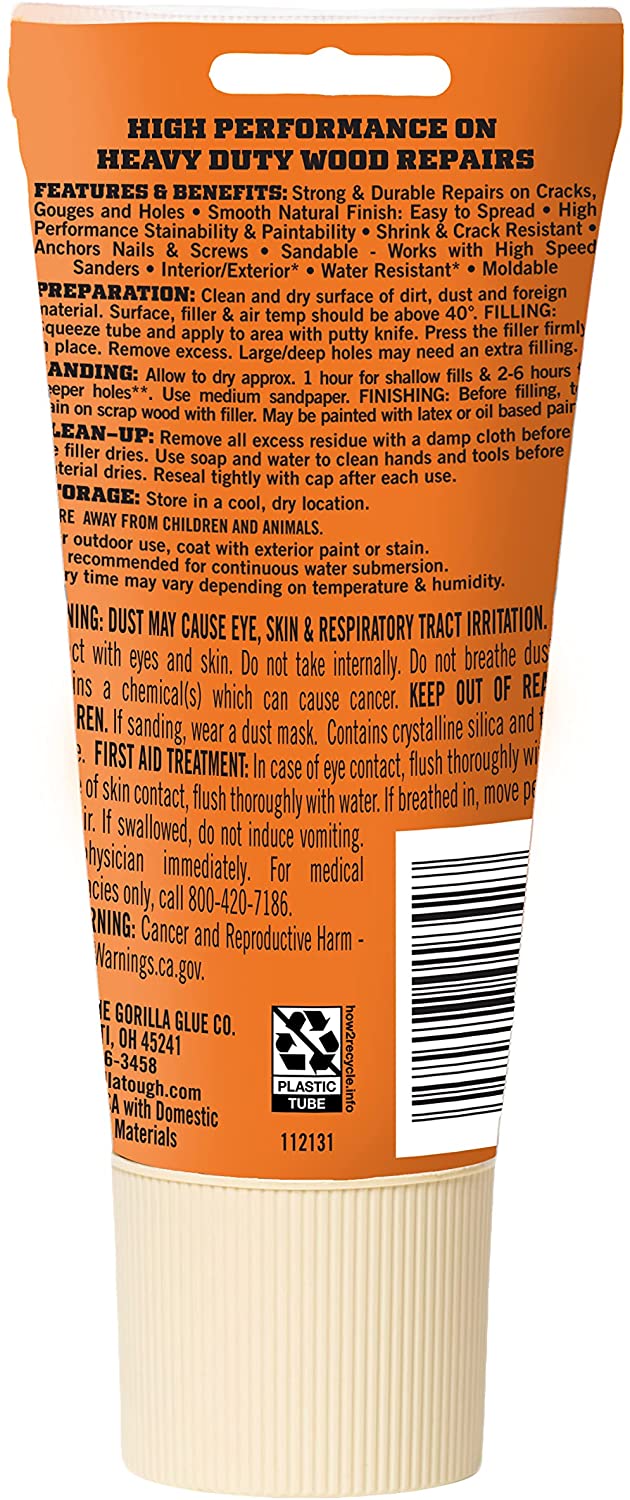 HIGH PERFORMANCE ON
HEAVY DUTY WOOD REPAIRS
FEATURES & BENEFITS: Strong & Durable Repairs on Cracks,
Gouges and Holes • Smooth Natural Finish: Easy to Spread • High
Performance Stainability & Paintability • Shrink & Crack Resistant •
Anchors Nails & Screws • Sandable - Works with High Speed
Sanders • Interior/Exterior* • Water Resistant* • Moldable
PREPARATION: Clean and dry surface of dirt, dust and foreign
material. Surface, filler & air temp should be above 40°. FILLING:
queeze tube and apply to area with putty knife. Press the filler firmly
place. Remove excess. Large/deep holes may need an extra filling.
ANDING: Allow to dry approx. 1 hour for shallow fills & 2-6 hours f
eeper holes**. Use medium sandpaper. FINISHING: Before filling, t
ain on scrap wood with filler. May be painted with latex or oil based pain
LEAN-UP: Remove all excess residue with a damp cloth before
e filler dries. Use soap and water to clean hands and tools before
terial dries. Reseal tightly with cap after each use.
ORAGE: Store in a cool, dry location.
RE AWAY FROM CHILDREN AND ANIMALS.
r outdoor use, coat with exterior paint or stain.
recommended for continuous water submersion.
ry time may vary depending on temperature & humidity.
NING: DUST MAY CAUSE EYE, SKIN & RESPIRATORY TRACT IRRITATION.
ct with eyes and skin. Do not take internally. Do not breathe dus
ins a chemical(s) which can cause cancer. KEEP OUT OF REA
REN. If sanding, wear a dust mask. Contains crystalline silica and t
e. FIRST AID TREATMENT: In case of eye contact, flush thoroughly wi
of skin contact, flush thoroughly with water. If breathed in, move pe
ir. If swallowed, do not induce vomiting.
physician immediately. For medical
ncies only, call 800-420-7186.
RNING: Cancer and Reproductive Harm -
Warnings.ca.gov.
HE GORILLA GLUE CO.
TI, OH 45241
6-3458
llatough.com
SA with Domestic
Materials
how2recycle.info
PLASTIC
TUBE
112131